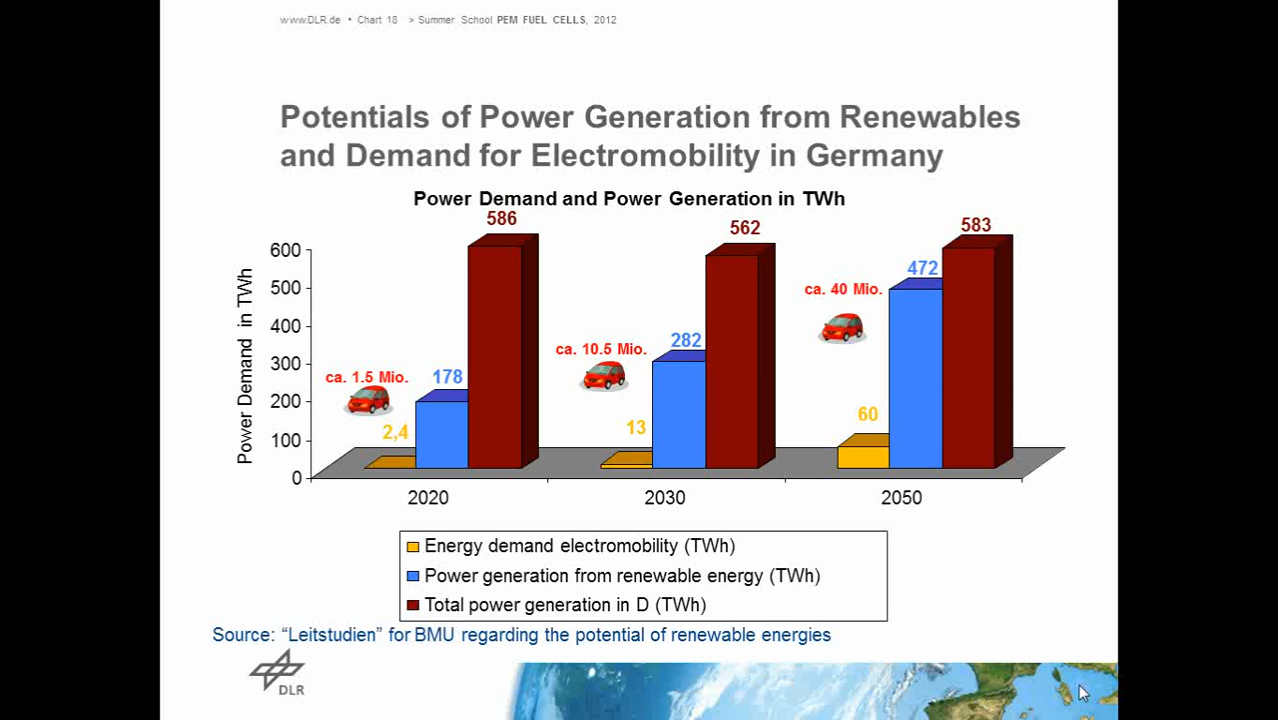 www.DLR.de • Chart 18 > Summer School PEM FUEL CELLS, 2012
Potentials of Power Generation from Renewables
and Demand for Electromobility in Germany
Power Demand and Power Generation in TWh
586
562
583
600
500
400
300
200
100
0
Power Demand in TWh
ca. 1.5 Mio.
178
2,4
ca. 10.5 Mio.
282
13
ca. 40 Mio.
472
60
2020
2030
2050
Energy demand electromobility (TWh)
Power generation from renewable energy (TWh)
Total power generation in D (TWh)
Source: “Leitstudien” for BMU regarding the potential of renewable energies
DLR